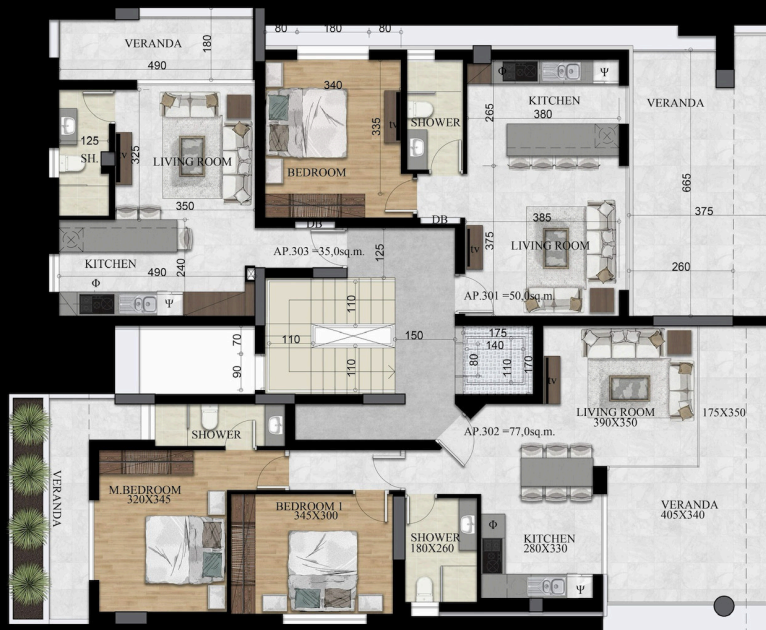 VERANDA
180
490
80
180
80
340
335
tv
BEDROOM
SHOWER
Φ
Ψ
KITCHEN
380
265
VERANDA
665
375
260
125
SH.
325
v
LIVING ROOM
350
DB
DB
385
375
tv
LIVING ROOM
KITCHEN
240
490
Φ
Ψ
AP.303 =35,0sq.m.
125
AP.301 =50,0sq.m.
110
110
110
150
70
90
175
140
80
110
170
tv
LIVING ROOM
390X350
175X350
AP.302 =77,0sq.m.
SHOWER
VERANDA
M.BEDROOM
320X345
BEDROOM 1
345X300
SHOWER
180X260
Φ
KITCHEN
280X330
Ψ
VERANDA
405X340